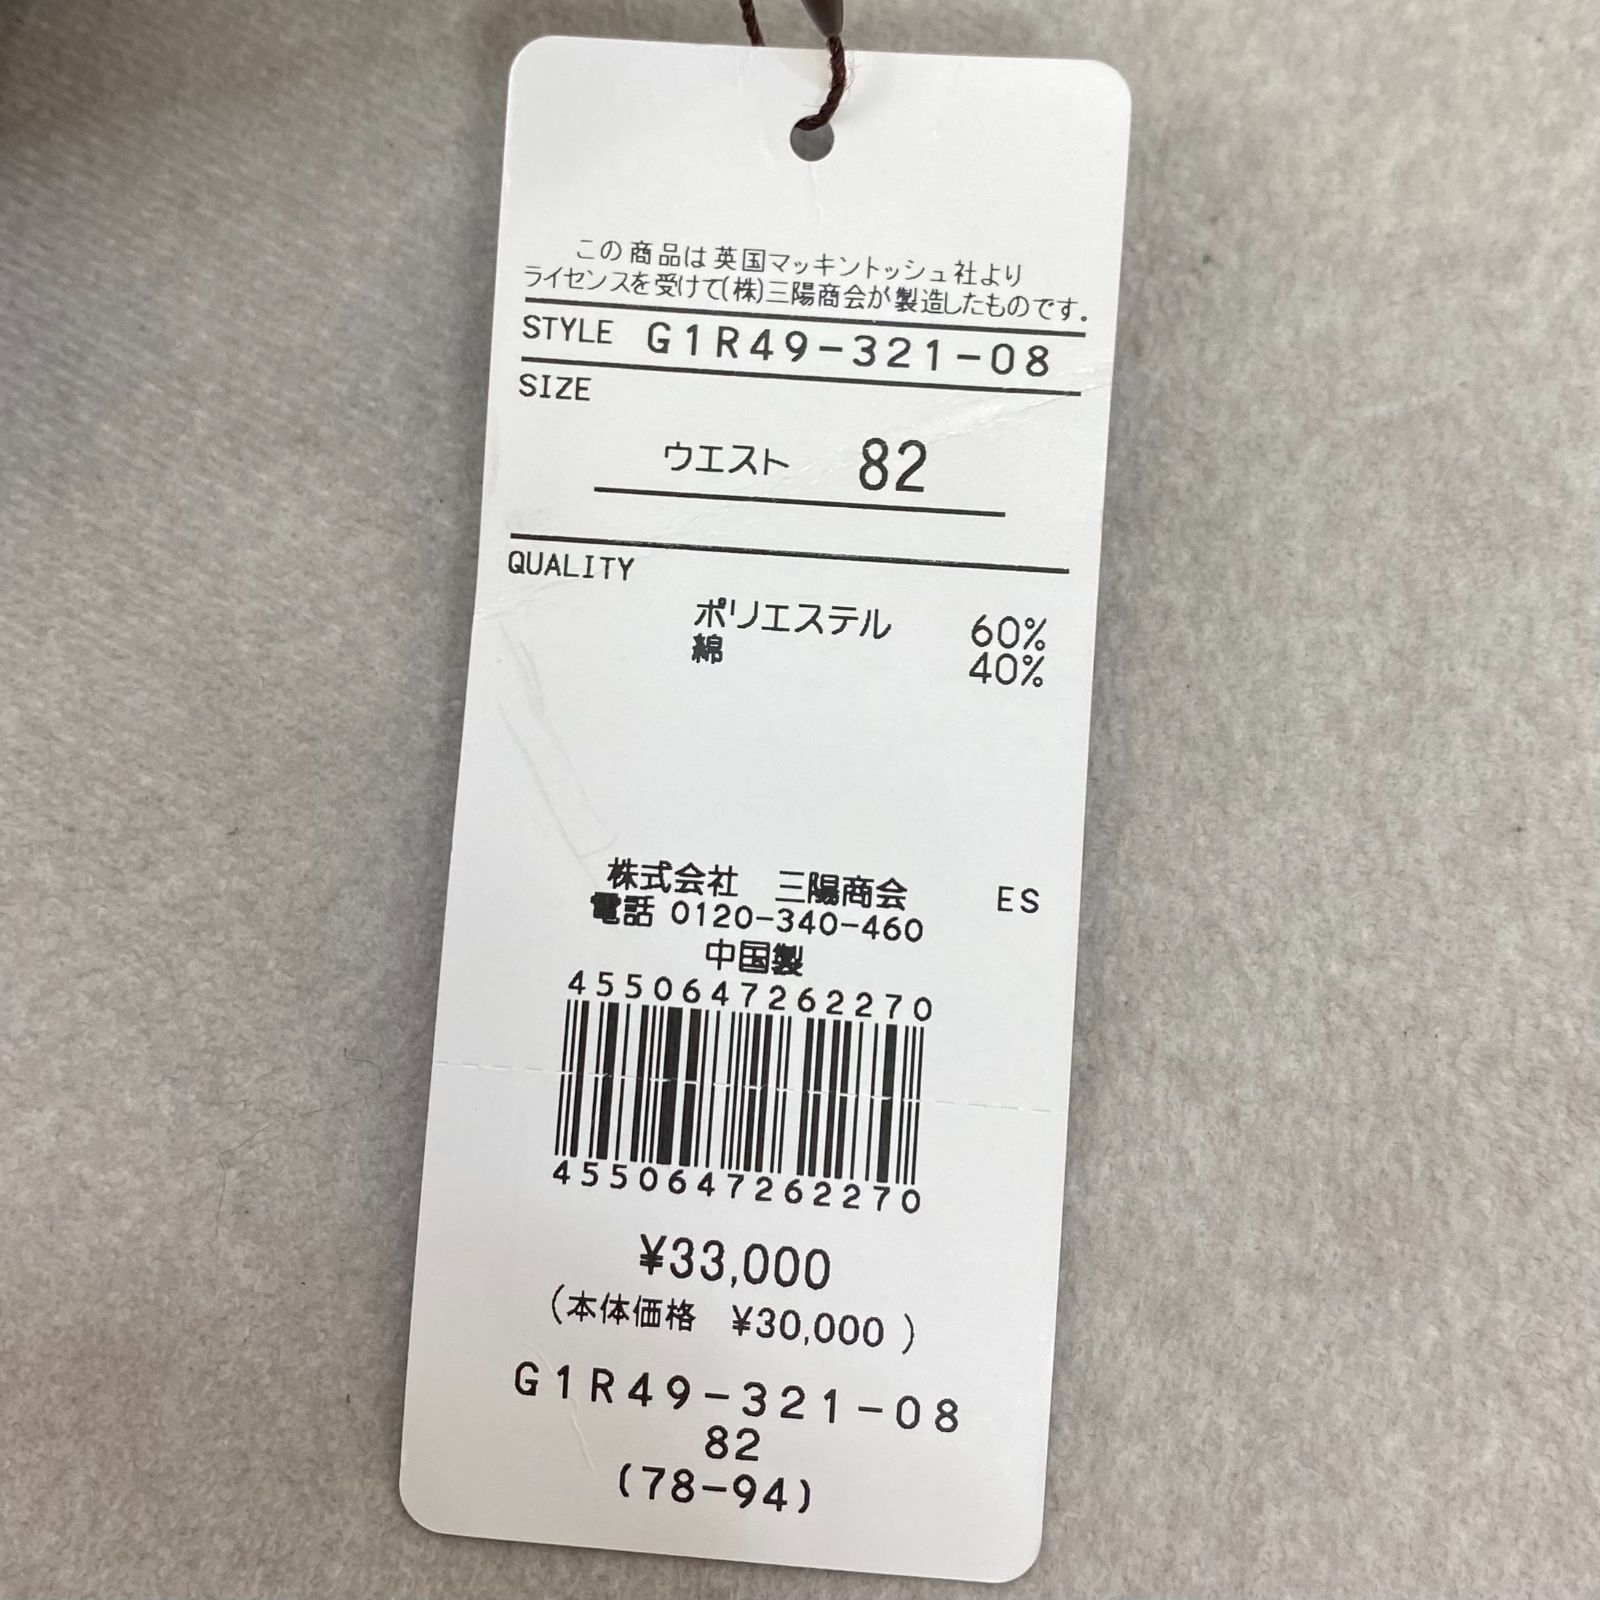 この商品は英国マッキントッシュ社より
ライセンスを受けて(株)三陽商会が製造したものです。
STYLE G1R49-321-08
SIZE
ウエスト 82
QUALITY
ポリエステル 60%
綿 40%
株式会社 三陽商会 ES
電話 0120-340-460
中国製
4550647262270
4550647262270
¥33,000
(本体価格 ¥30,000)
G1R49-321-08
82
(78-94)